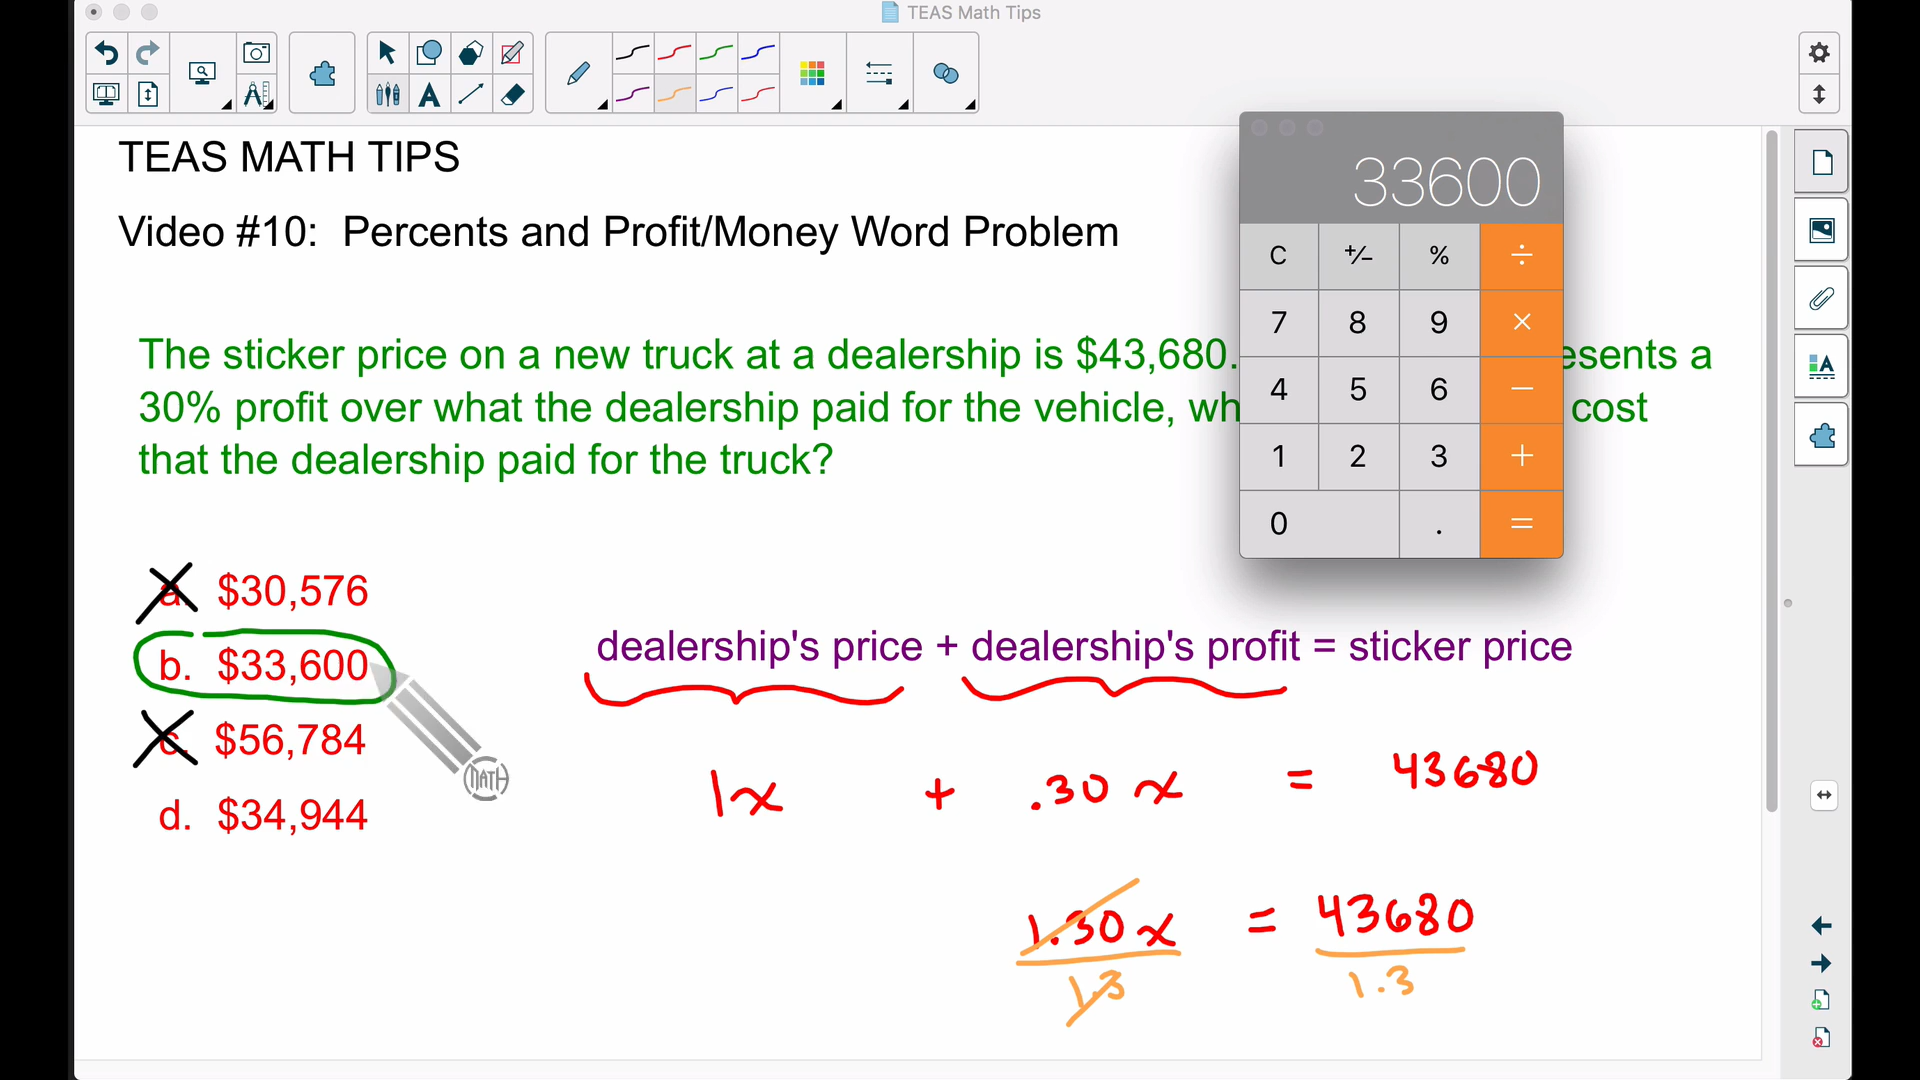 TEAS Math Tips
TEAS MATH TIPS
Video #10: Percents and Profit/Money Word Problem
33600
C +/− % ÷
7 8 9 ×
4 5 6 −
1 2 3 +
0 . =
The sticker price on a new truck at a dealership is $43,680. esents a
30% profit over what the dealership paid for the vehicle, wh cost
that the dealership paid for the truck?
a. $30,576
b. $33,600
c. $56,784
d. $34,944
dealership's price + dealership's profit = sticker price
1x + .30x = 43680
1.30x = 43680
1.3 1.3
MATH